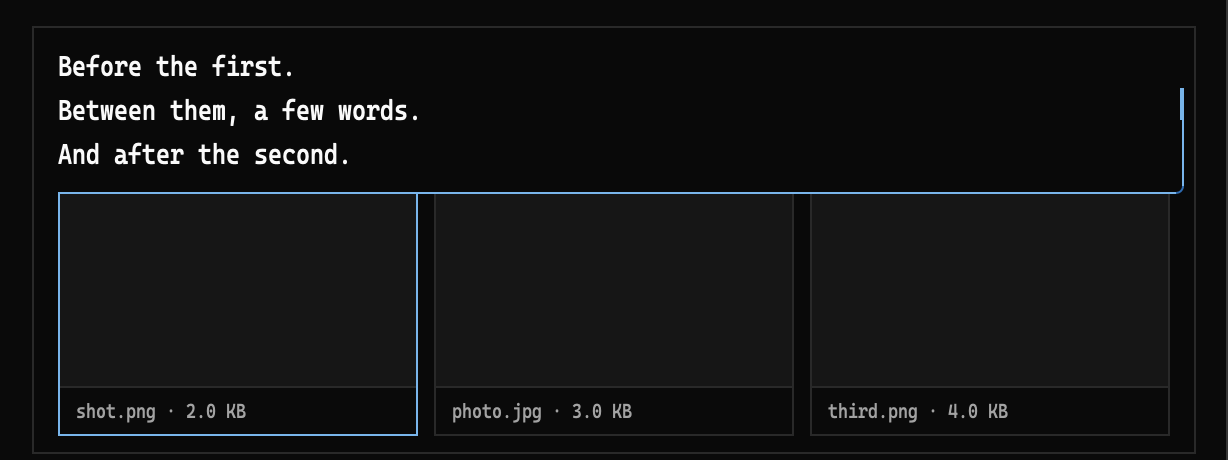 Before the first.
Between them, a few words.
And after the second.
shot.png · 2.0 KB
photo.jpg · 3.0 KB
third.png · 4.0 KB